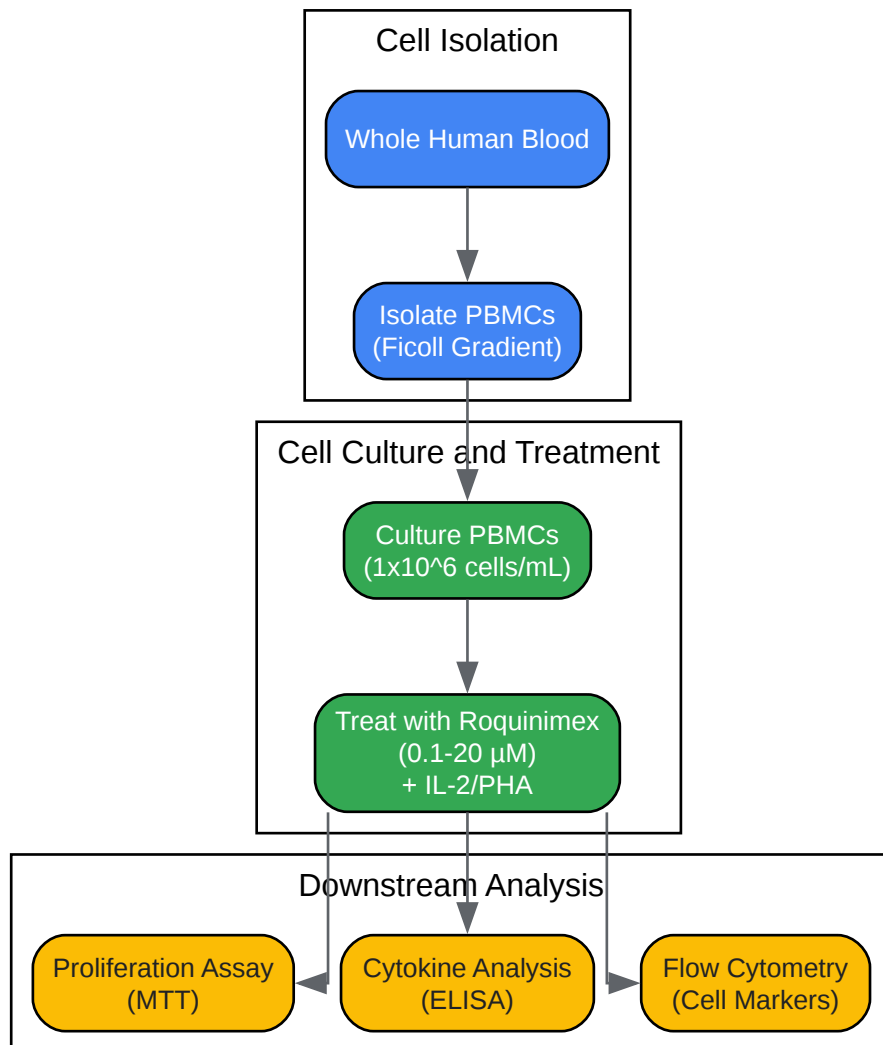 Cell Isolation
Whole Human Blood
Isolate PBMCs
(Ficoll Gradient)
Cell Culture and Treatment
Culture PBMCs
(1x10^6 cells/mL)
Treat with Roquinimex
(0.1-20 µM)
+ IL-2/PHA
Downstream Analysis
Proliferation Assay
(MTT)
Cytokine Analysis
(ELISA)
Flow Cytometry
(Cell Markers)